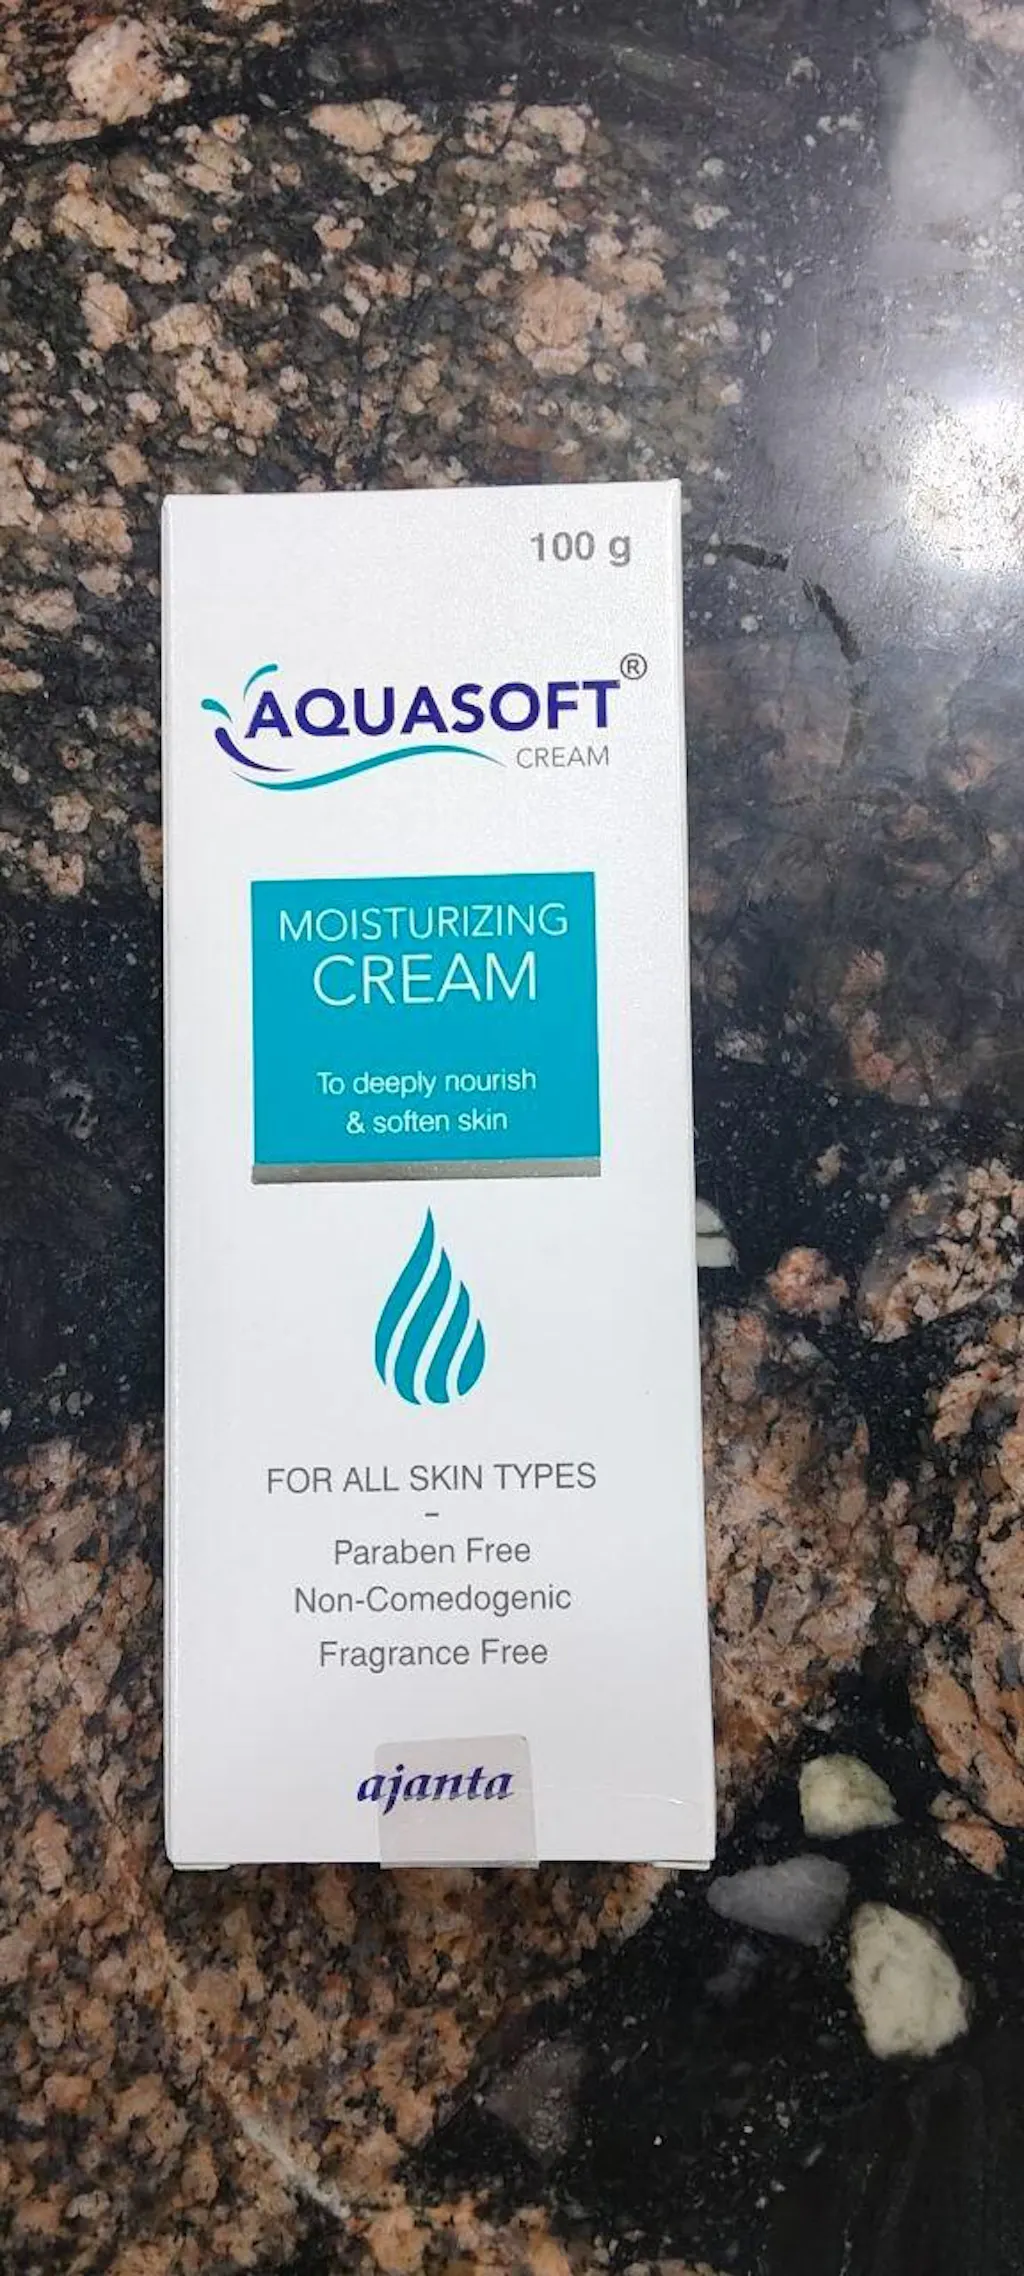 100 g
AQUASOFT®
CREAM
MOISTURIZING
CREAM
To deeply nourish
& soften skin
FOR ALL SKIN TYPES
-
Paraben Free
Non-Comedogenic
Fragrance Free
ajanta